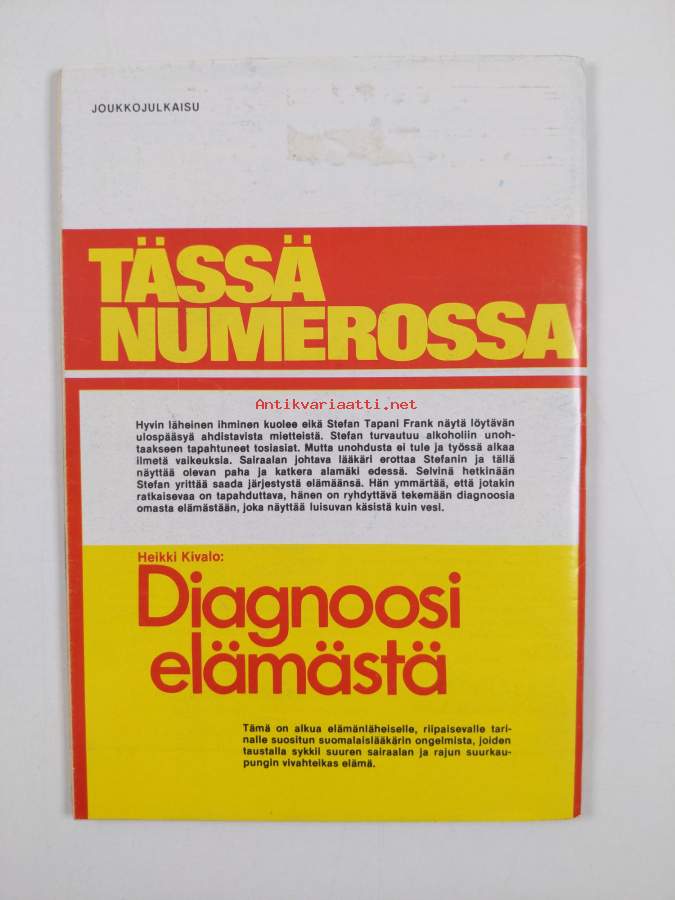 JOUKKOJULKAISU
TÄSSÄ
NUMEROSSA
Antikvariaatti.net
Hyvin läheinen ihminen kuolee eikä Stefan Tapani Frank näytä löytävän
ulospääsyä ahdistavista mietteistä. Stefan turvautuu alkoholiin unoh-
taakseen tapahtuneet tosiasiat. Mutta unohdusta ei tule ja työssä alkaa
ilmetä vaikeuksia. Sairaalan johtava lääkäri erottaa Stefanin ja tällä
näyttää olevan paha ja katkera alamäki edessä. Selvinä hetkinään
Stefan yrittää saada järjestystä elämäänsä. Hän ymmärtää, että jotakin
ratkaisevaa on tapahduttava, hänen on ryhdyttävä tekemään diagnoosia
omasta elämästään, joka näyttää luisuvan käsistä kuin vesi.
Heikki Kivalo:
Diagnoosi
elämästä
Tämä on alkua elämänläheiselle, riipaisevalle tari-
nalle suositun suomalaislääkärin ongelmista, joiden
taustalla sykkii suuren sairaalan ja rajun suurkau-
pungin vivahteikas elämä.